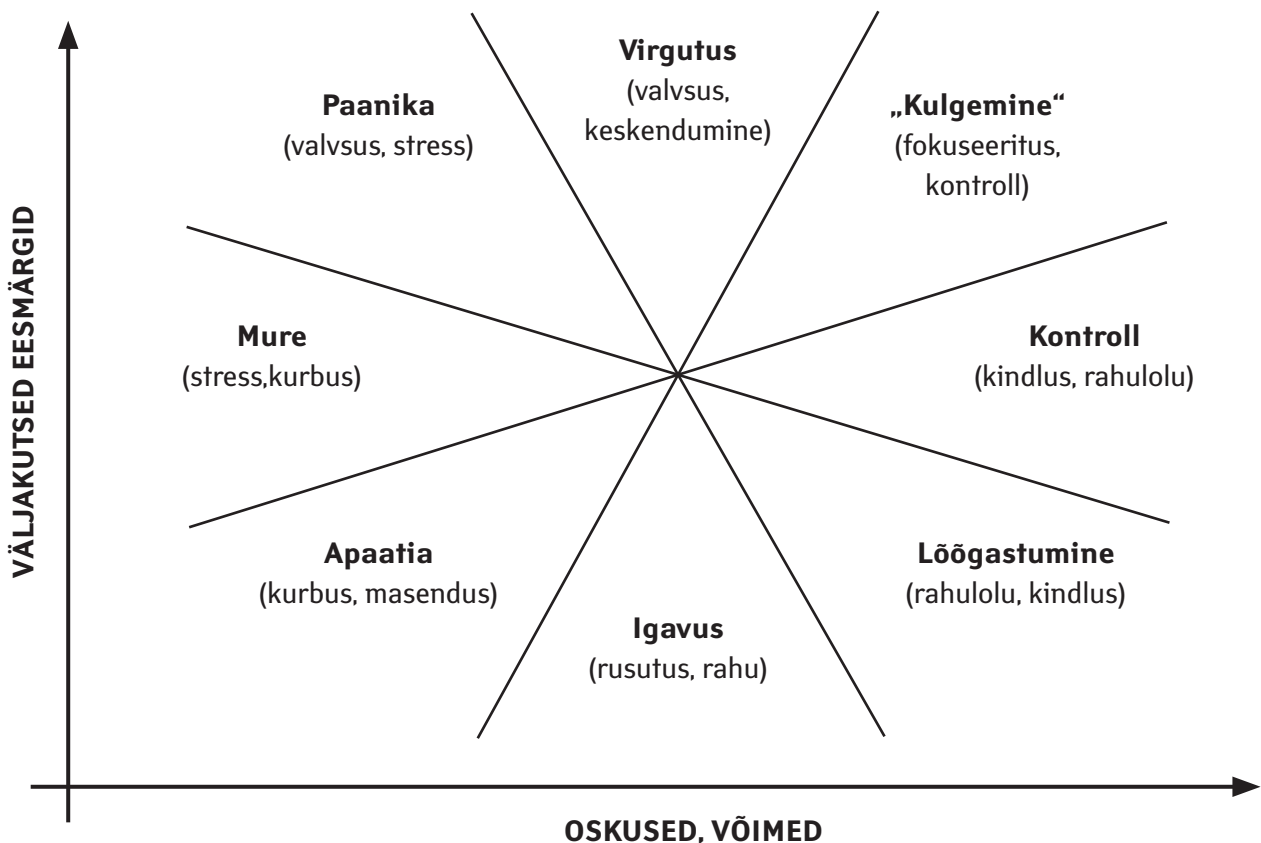 Virgutus
(valvsus,
keskendumine)
Paanika
(valvsus, stress)
„Kulgemine“
(fokuseeritus,
kontroll)
VÄLJAKUTSED EESMÄRGID
Mure
(stress,kurbus)
Kontroll
(kindlus, rahulolu)
Apaatia
(kurbus, masendus)
Lõõgastumine
(rahulolu, kindlus)
Igavus
(rusutus, rahu)
OSKUSED, VÕIMED